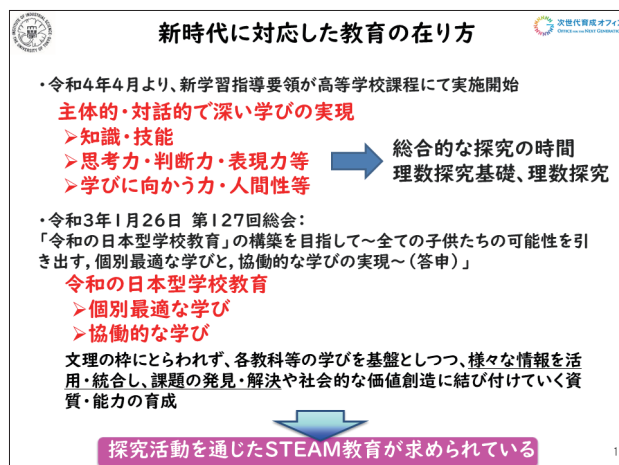 新時代に対応した教育の在り方
次世代育成オフィス
OFFICE FOR THE NEXT GENERATION
・令和4年4月より、新学習指導要領が高等学校課程にて実施開始
主体的・対話的で深い学びの実現
➢知識・技能
➢思考力・判断力・表現力等
➢学びに向かう力・人間性等
総合的な探究の時間
理数探究基礎、理数探究
・令和3年1月26日 第127回総会：
「令和の日本型学校教育」の構築を目指して～全ての子供たちの可能性を引
き出す,個別最適な学びと,協働的な学びの実現～（答申）」
令和の日本型学校教育
➢個別最適な学び
➢協働的な学び
文理の枠にとらわれず、各教科等の学びを基盤としつつ、様々な情報を活
用・統合し、課題の発見・解決や社会的な価値創造に結び付けていく資
質・能力の育成
探究活動を通じたSTEAM教育が求められている
1